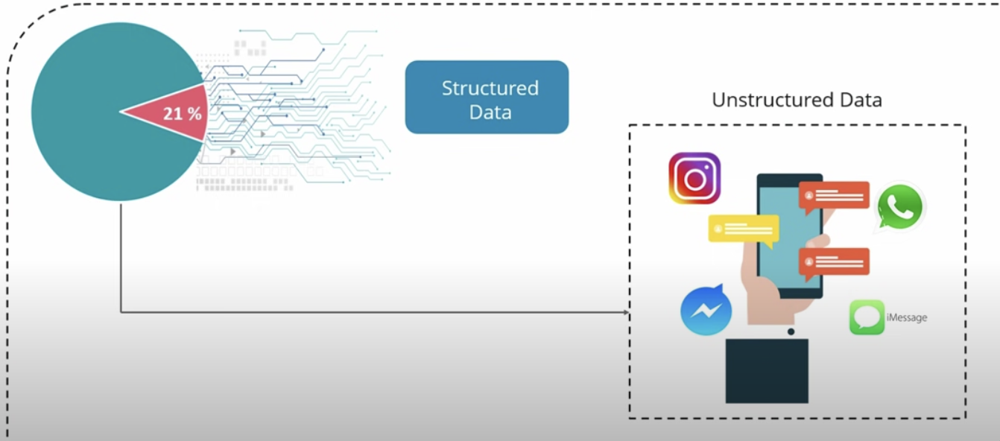 21 %
Structured
Data
Unstructured Data
iMessage